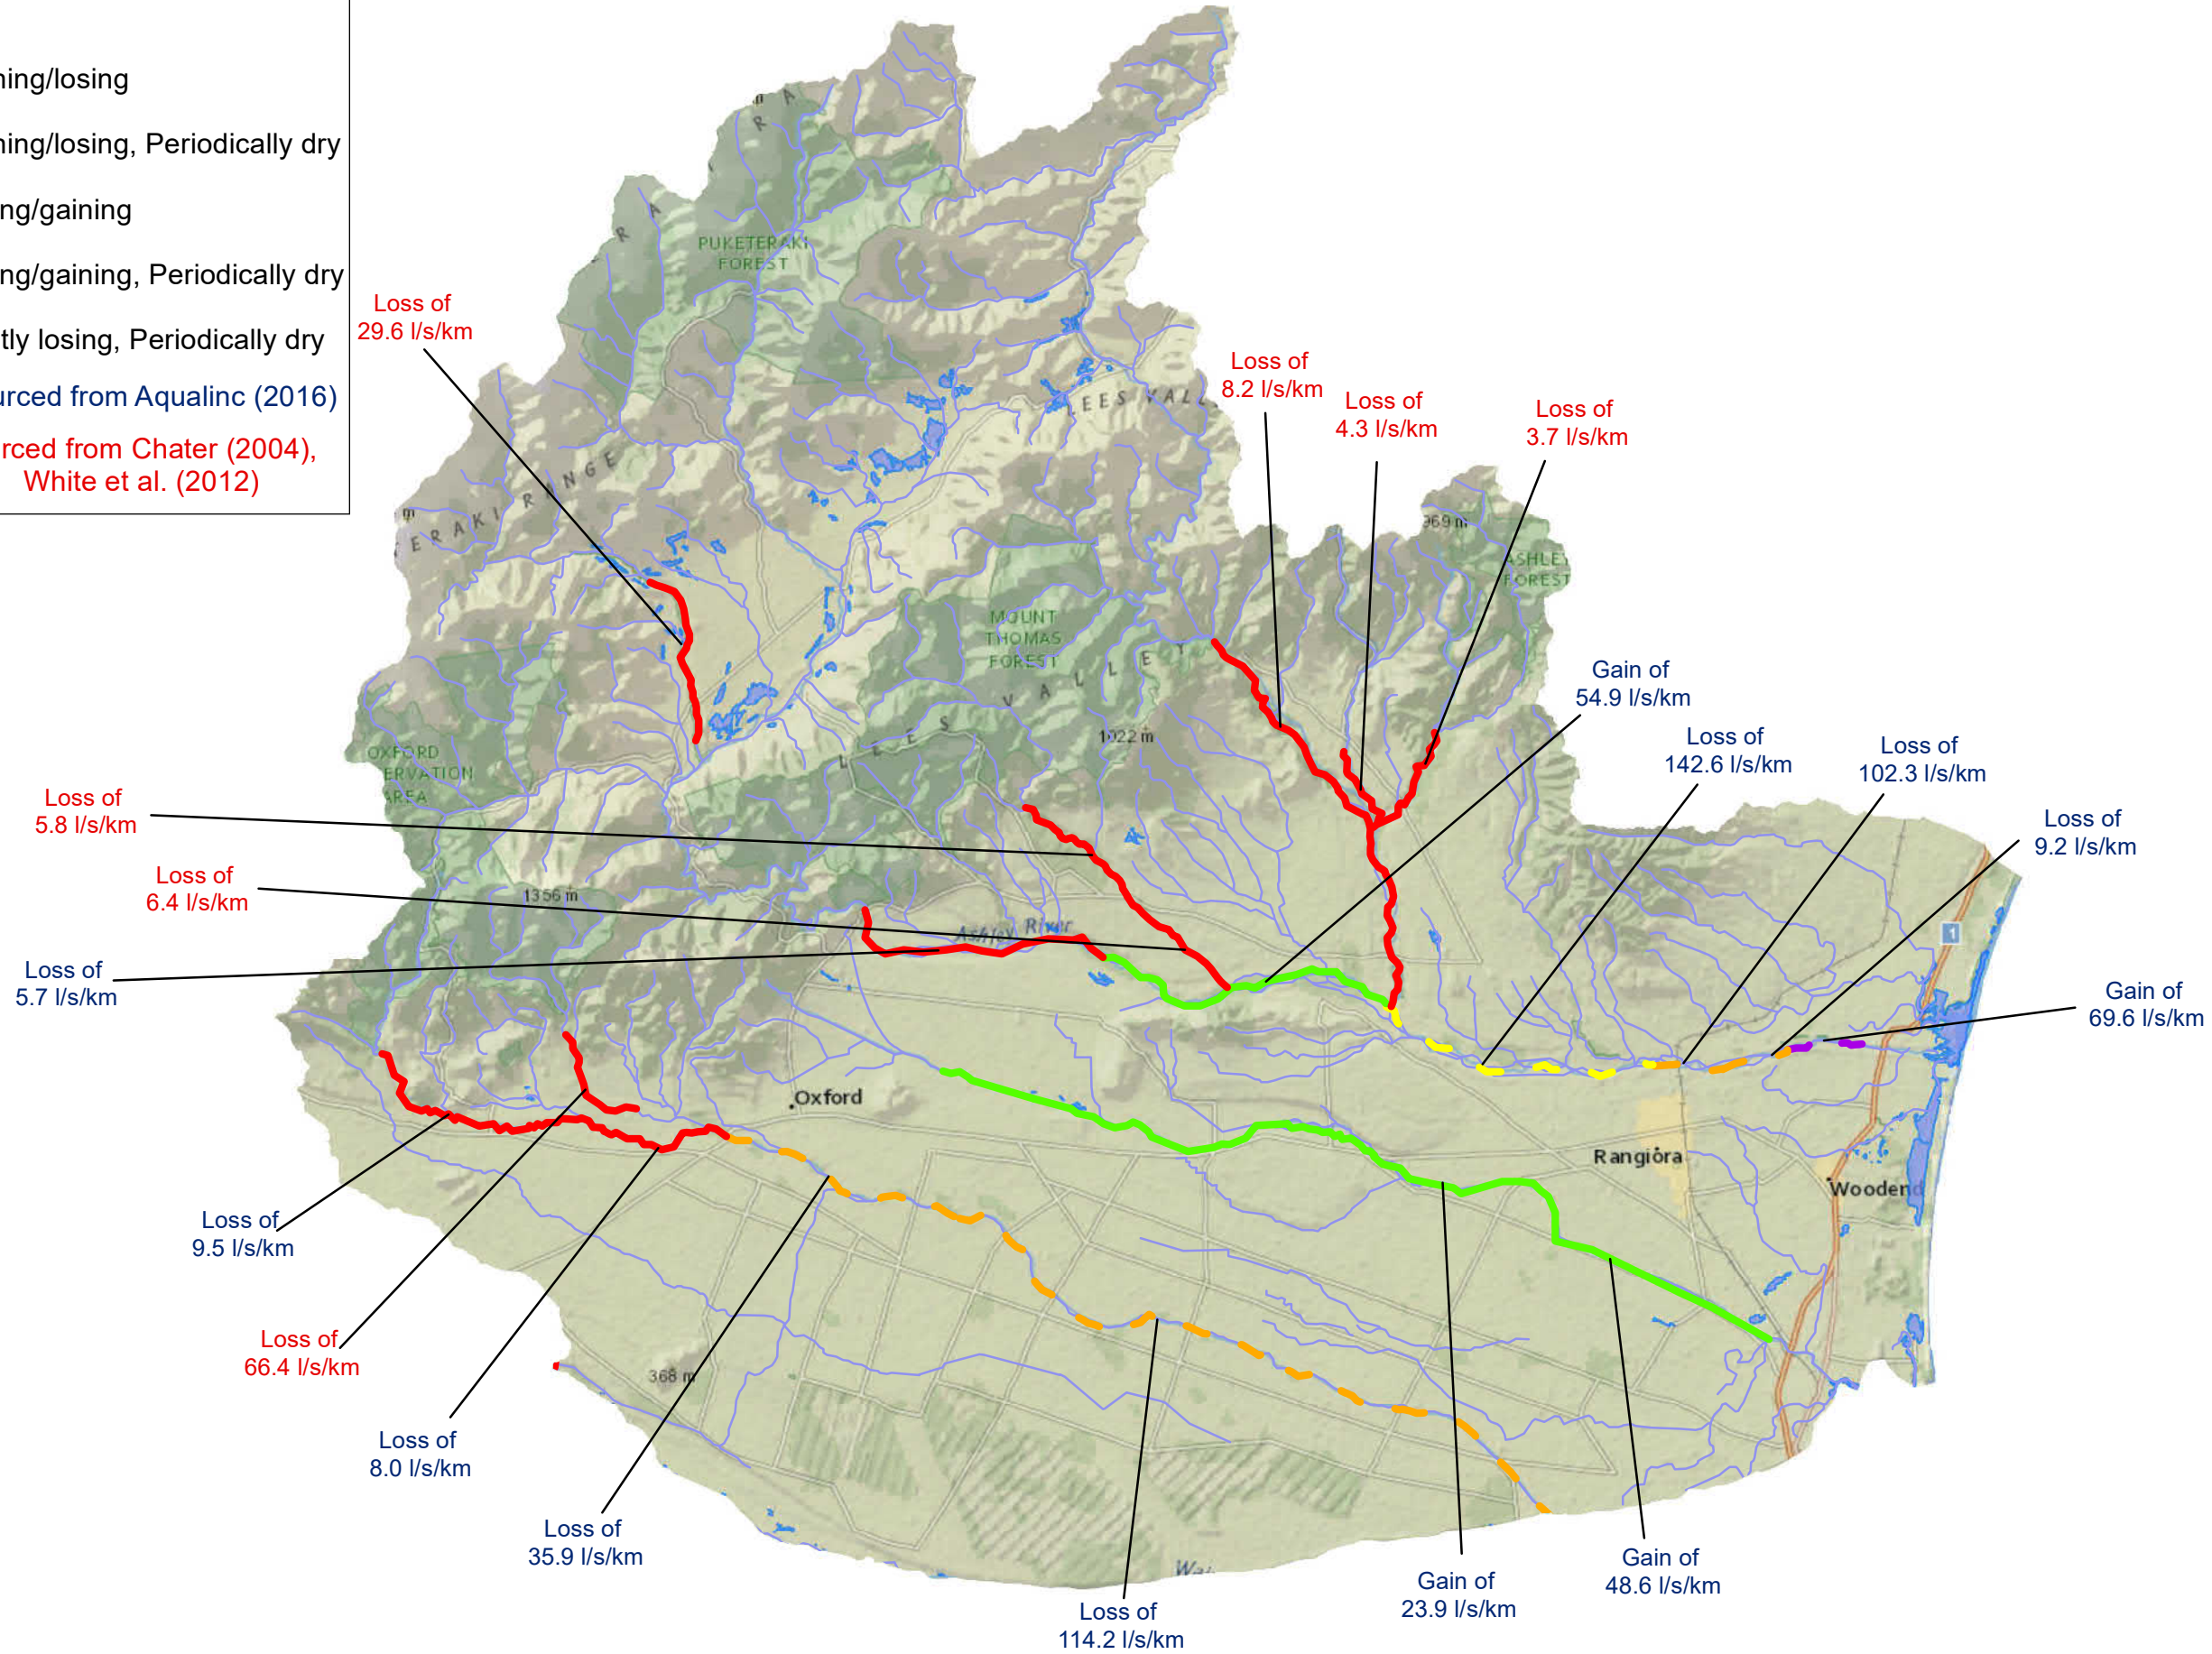 ning/losing
ning/losing, Periodically dry
ng/gaining
ng/gaining, Periodically dry
tly losing, Periodically dry
urced from Aqualinc (2016)
rced from Chater (2004),
White et al. (2012)
Loss of
29.6 l/s/km
Loss of
8.2 l/s/km
Loss of
4.3 l/s/km
Loss of
3.7 l/s/km
R A
R A
PUKETERAKI
FOREST
LEES VALL
ERAKI RANGE
m
969 m
ASHLEY
FOREST
MOUNT
THOMAS
FOREST
LEES VALLEY
1022 m
OXFORD
ERVATION
AREA
Gain of
54.9 l/s/km
Loss of
142.6 l/s/km
Loss of
102.3 l/s/km
Loss of
9.2 l/s/km
Loss of
5.8 l/s/km
Loss of
6.4 l/s/km
1356 m
Ashley River
1
Loss of
5.7 l/s/km
Gain of
69.6 l/s/km
Oxford
Rangiora
Woodend
Loss of
9.5 l/s/km
Loss of
66.4 l/s/km
368 m
Loss of
8.0 l/s/km
Loss of
35.9 l/s/km
Wai
Loss of
114.2 l/s/km
Gain of
23.9 l/s/km
Gain of
48.6 l/s/km